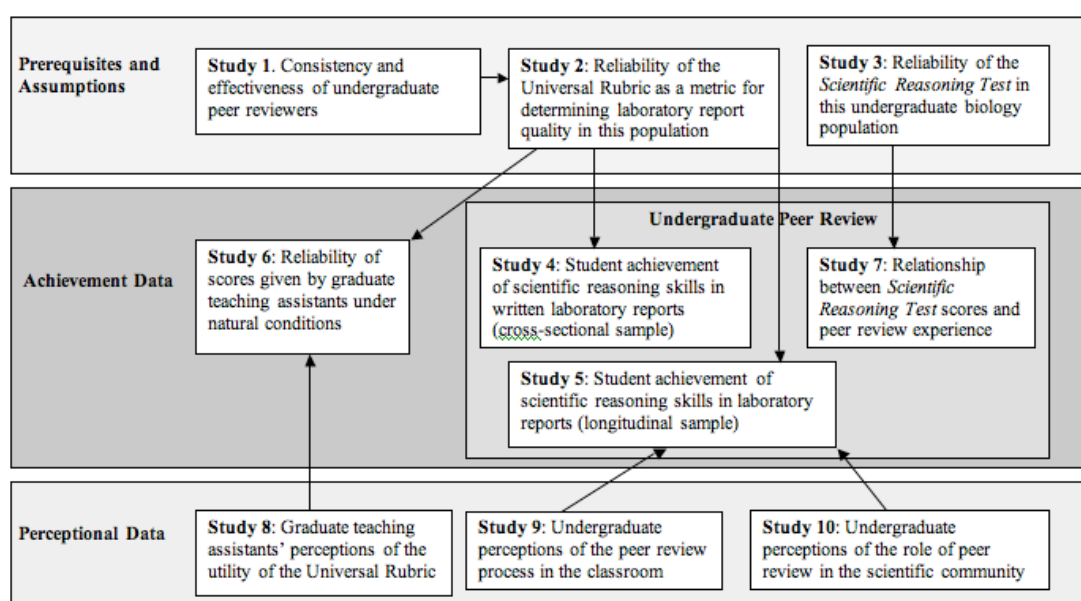 Prerequisites and
Assumptions
Study 1. Consistency and
effectiveness of undergraduate
peer reviewers
Study 2: Reliability of the
Universal Rubric as a metric for
determining laboratory report
quality in this population
Study 3: Reliability of the
Scientific Reasoning Test in
this undergraduate biology
population
Achievement Data
Study 6: Reliability of
scores given by graduate
teaching assistants under
natural conditions
Undergraduate Peer Review
Study 4: Student achievement
of scientific reasoning skills in
written laboratory reports
(cross-sectional sample)
Study 7: Relationship
between Scientific
Reasoning Test scores and
peer review experience
Study 5: Student achievement of
scientific reasoning skills in laboratory
reports (longitudinal sample)
Perceptional Data
Study 8: Graduate teaching
assistants' perceptions of the
utility of the Universal Rubric
Study 9: Undergraduate
perceptions of the peer review
process in the classroom
Study 10: Undergraduate
perceptions of the role of peer
review in the scientific community